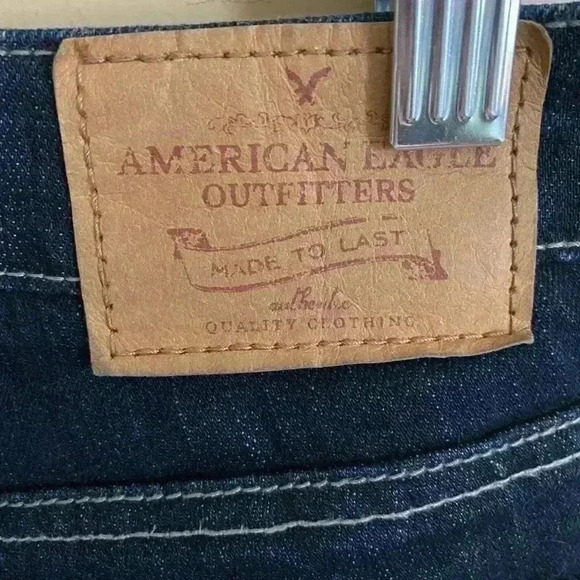 AMERICAN EAGLE
OUTFITTERS
MADE TO LAST
authentic
QUALITY CLOTHING